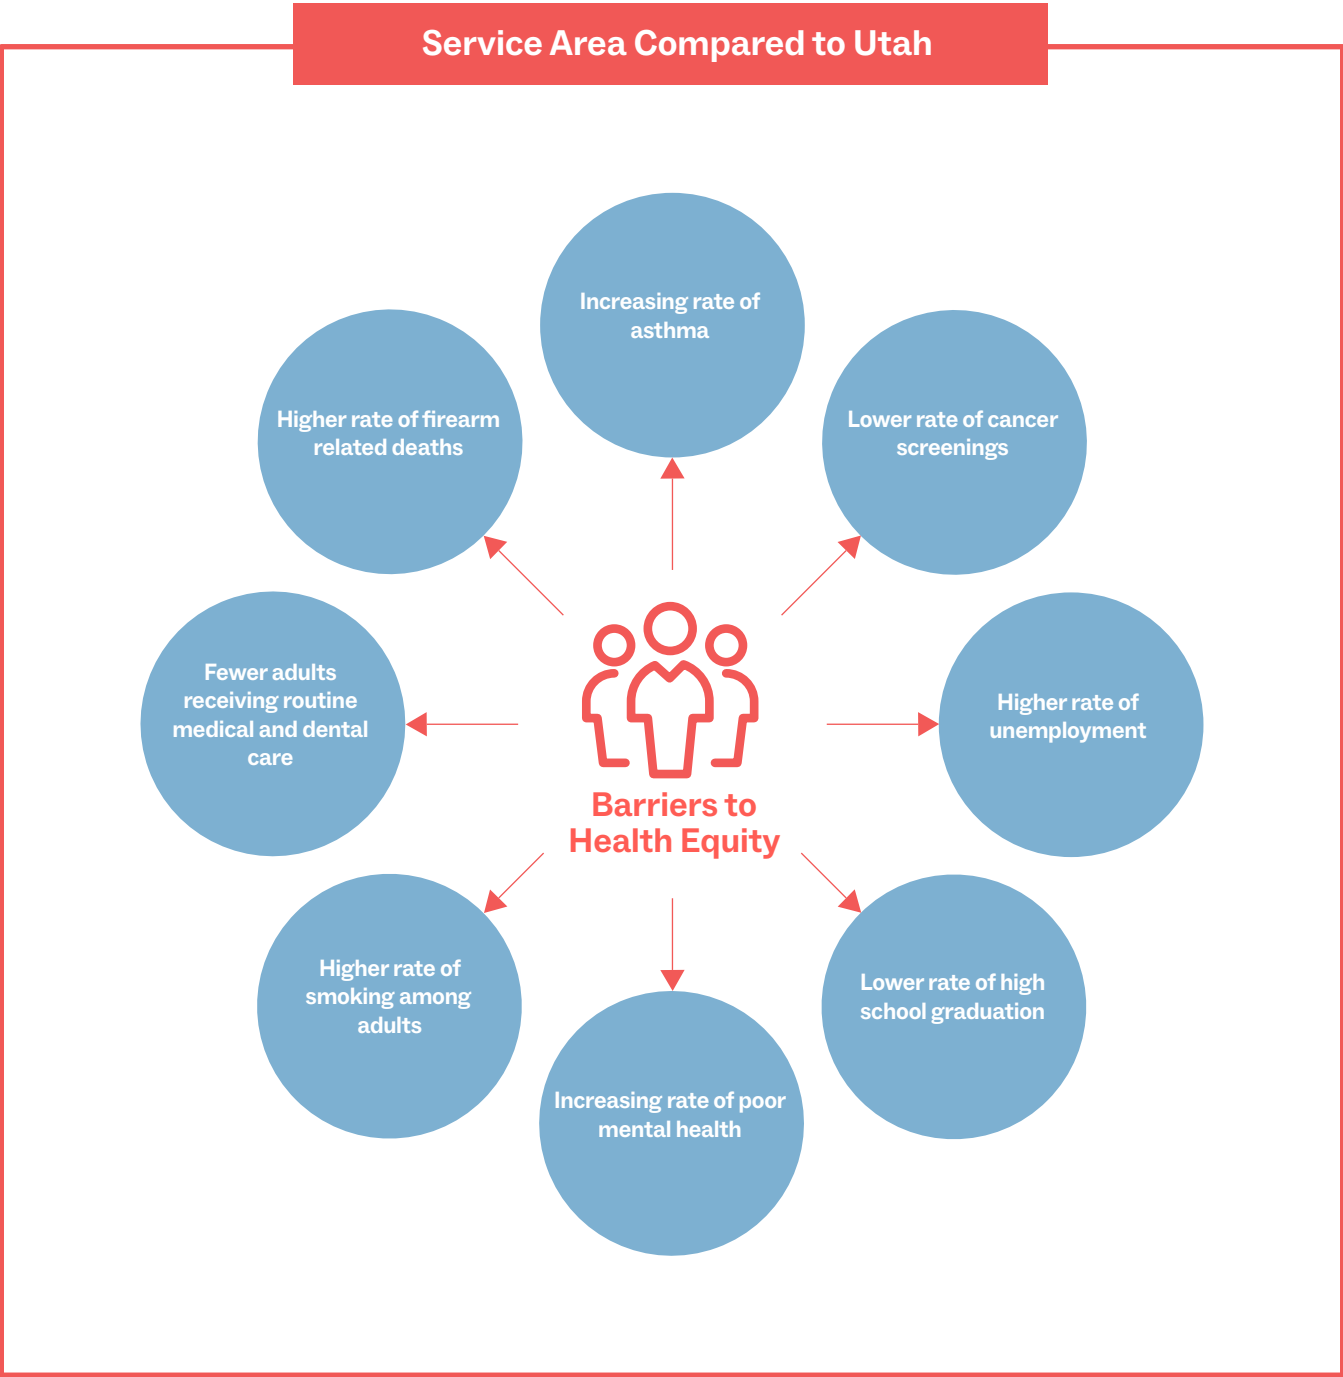 Service Area Compared to Utah
Increasing rate of
asthma
Lower rate of cancer
screenings
Higher rate of
unemployment
Lower rate of high
school graduation
Increasing rate of poor
mental health
Higher rate of
smoking among
adults
Fewer adults
receiving routine
medical and dental
care
Higher rate of firearm
related deaths
Barriers to
Health Equity